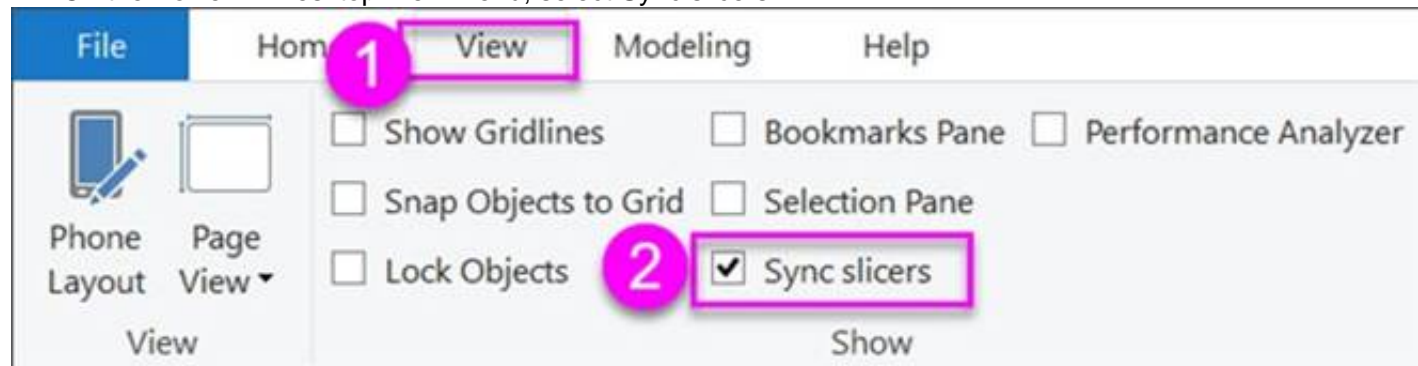 File Hom View Modeling Help
1
Show Gridlines Bookmarks Pane Performance Analyzer
Snap Objects to Grid Selection Pane
Phone Layout
Page View
Lock Objects 2 Sync slicers
View Show